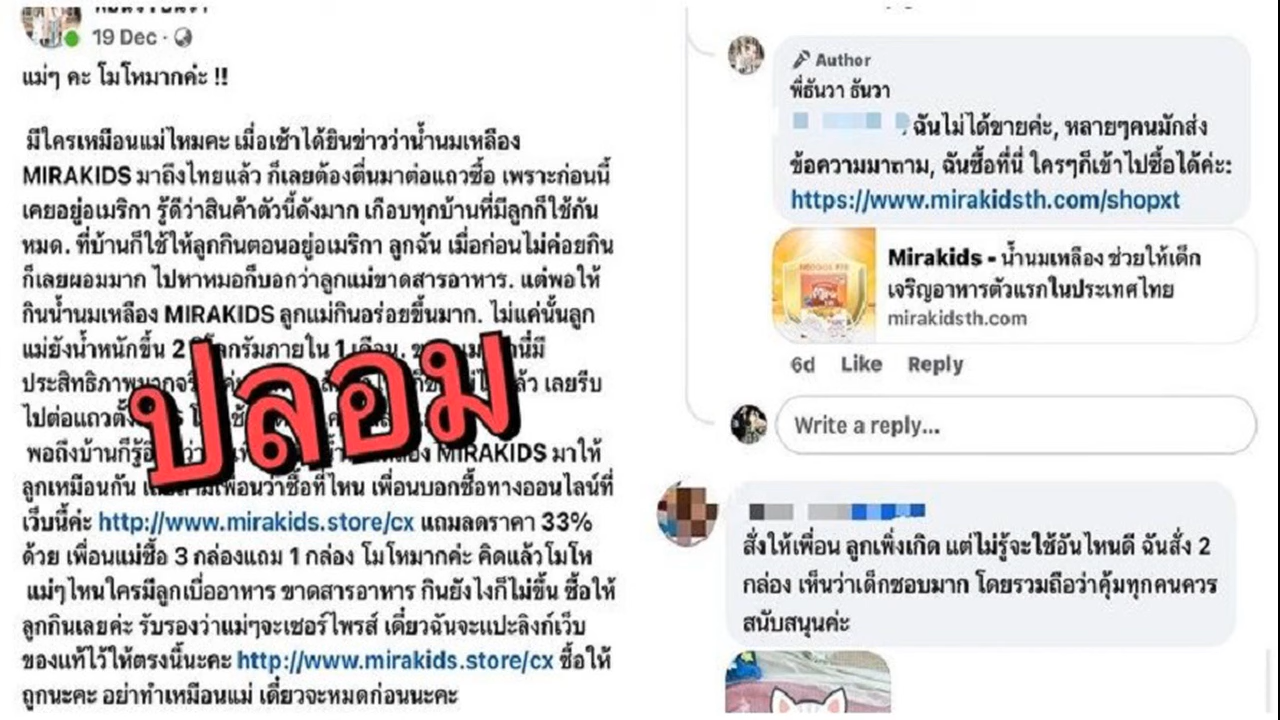 19 Dec ·
แม่ๆ คะ โมโหมากค่ะ !!
มีใครเหมือนแม่ไหมคะ เมื่อเช้าได้ยินข่าวว่าน้ำนมเหลือง
MIRAKIDS มาถึงไทยแล้ว ก็เลยต้องตื่นมาต่อแถวซื้อ เพราะก่อนนี้
เคยอยู่อเมริกา รู้ดีว่าสินค้าตัวนี้ดังมาก เกือบทุกบ้านที่มีลูกก็ใช้กัน
หมด. ที่บ้านก็ใช้ให้ลูกกินตอนอยู่อเมริกา ลูกฉัน เมื่อก่อนไม่ค่อยกิน
ก็เลยผอมมาก ไปหาหมอก็บอกว่าลูกแม่ขาดสารอาหาร. แต่พอให้
กินน้ำนมเหลือง MIRAKIDS ลูกแม่กินอร่อยขึ้นมาก. ไม่แค่นั้นลูก
แม่ยังน้ำหนักขึ้น 2 ภายใน 1 เดือน.
ประสิทธิภาพมาก เลยรีบ
ไปต่อแถว
ปลอม
พอถึงบ้านก็รู้ MIRAKIDS มาให้
ลูกเหมือนกัน เพื่อนว่าซื้อที่ไหน เพื่อนบอกซื้อทางออนไลน์ที่
เว็บนี้ค่ะ http://www.mirakids.store/cx แถมลดราคา 33%
ด้วย เพื่อนแม่ซื้อ 3 กล่องแถม 1 กล่อง โมโหมากค่ะ คิดแล้วโมโห
แม่ๆไหนใครมีลูกเบื่ออาหาร ขาดสารอาหาร กินยังไงก็ไม่ขึ้น ซื้อให้
ลูกกินเลยค่ะ รับรองว่าแม่ๆจะเซอร์ไพรส์ เดี๋ยวฉันจะแปะลิงก์เว็บ
ของแท้ไว้ให้ตรงนี้นะคะ http://www.mirakids.store/cx ซื้อให้
ถูกนะคะ อย่าทำเหมือนแม่ เดี๋ยวจะหมดก่อนนะคะ
Author
พี่ธันวา ธันวา
ฉันไม่ได้ขายค่ะ, หลายๆคนมักส่ง
ข้อความมาถาม, ฉันซื้อที่นี่ ใครๆก็เข้าไปซื้อได้ค่ะ:
https://www.mirakidsth.com/shopxt
Mirakids - น้ำนมเหลือง ช่วยให้เด็ก
เจริญอาหารตัวแรกในประเทศไทย
mirakidsth.com
6d Like Reply
Write a reply...
สั่งให้เพื่อน ลูกเพิ่งเกิด แต่ไม่รู้จะใช้อันไหนดี ฉันสั่ง 2
กล่อง เห็นว่าเด็กชอบมาก โดยรวมถือว่าคุ้มทุกคนควร
สนับสนุนค่ะ